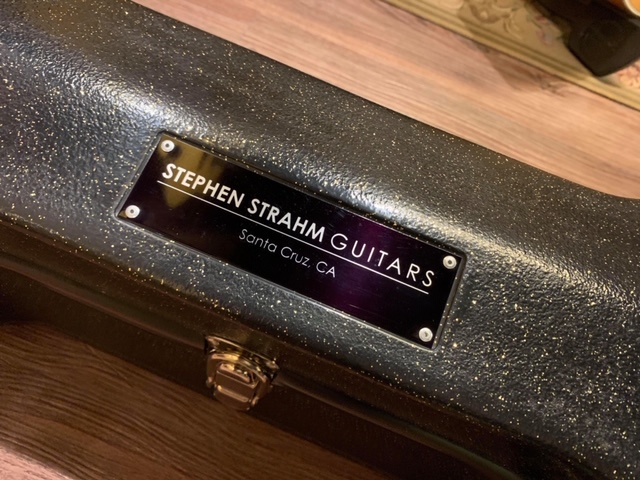 STEPHEN STRAHM GUITARS
Santa Cruz, CA